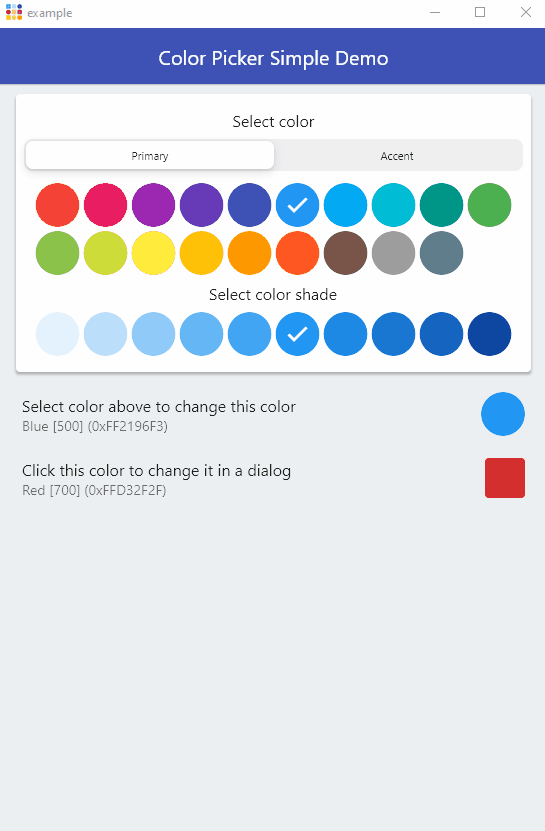 example
Color Picker Simple Demo
Select color
Primary
Accent
Select color shade
Select color above to change this color
Blue [500] (0xFF2196F3)
Click this color to change it in a dialog
Red [700] (0xFFD32F2F)